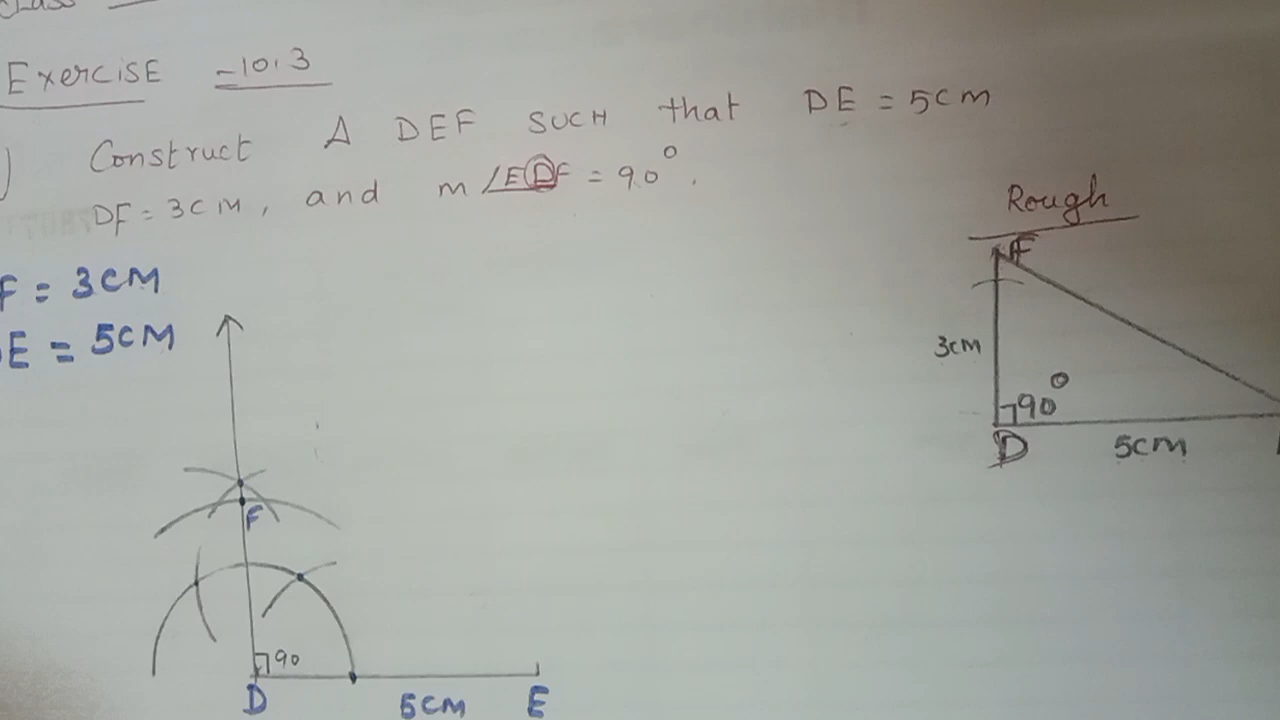 class
ExerciSE -10.3
) Construct Δ DEF SUCH that DE = 5CM
DF = 3CM, and m ∠EDF = 90°.
Rough
F
F = 3CM
E = 5CM
3cm
90°
D 5cm
F
90
D 5CM E